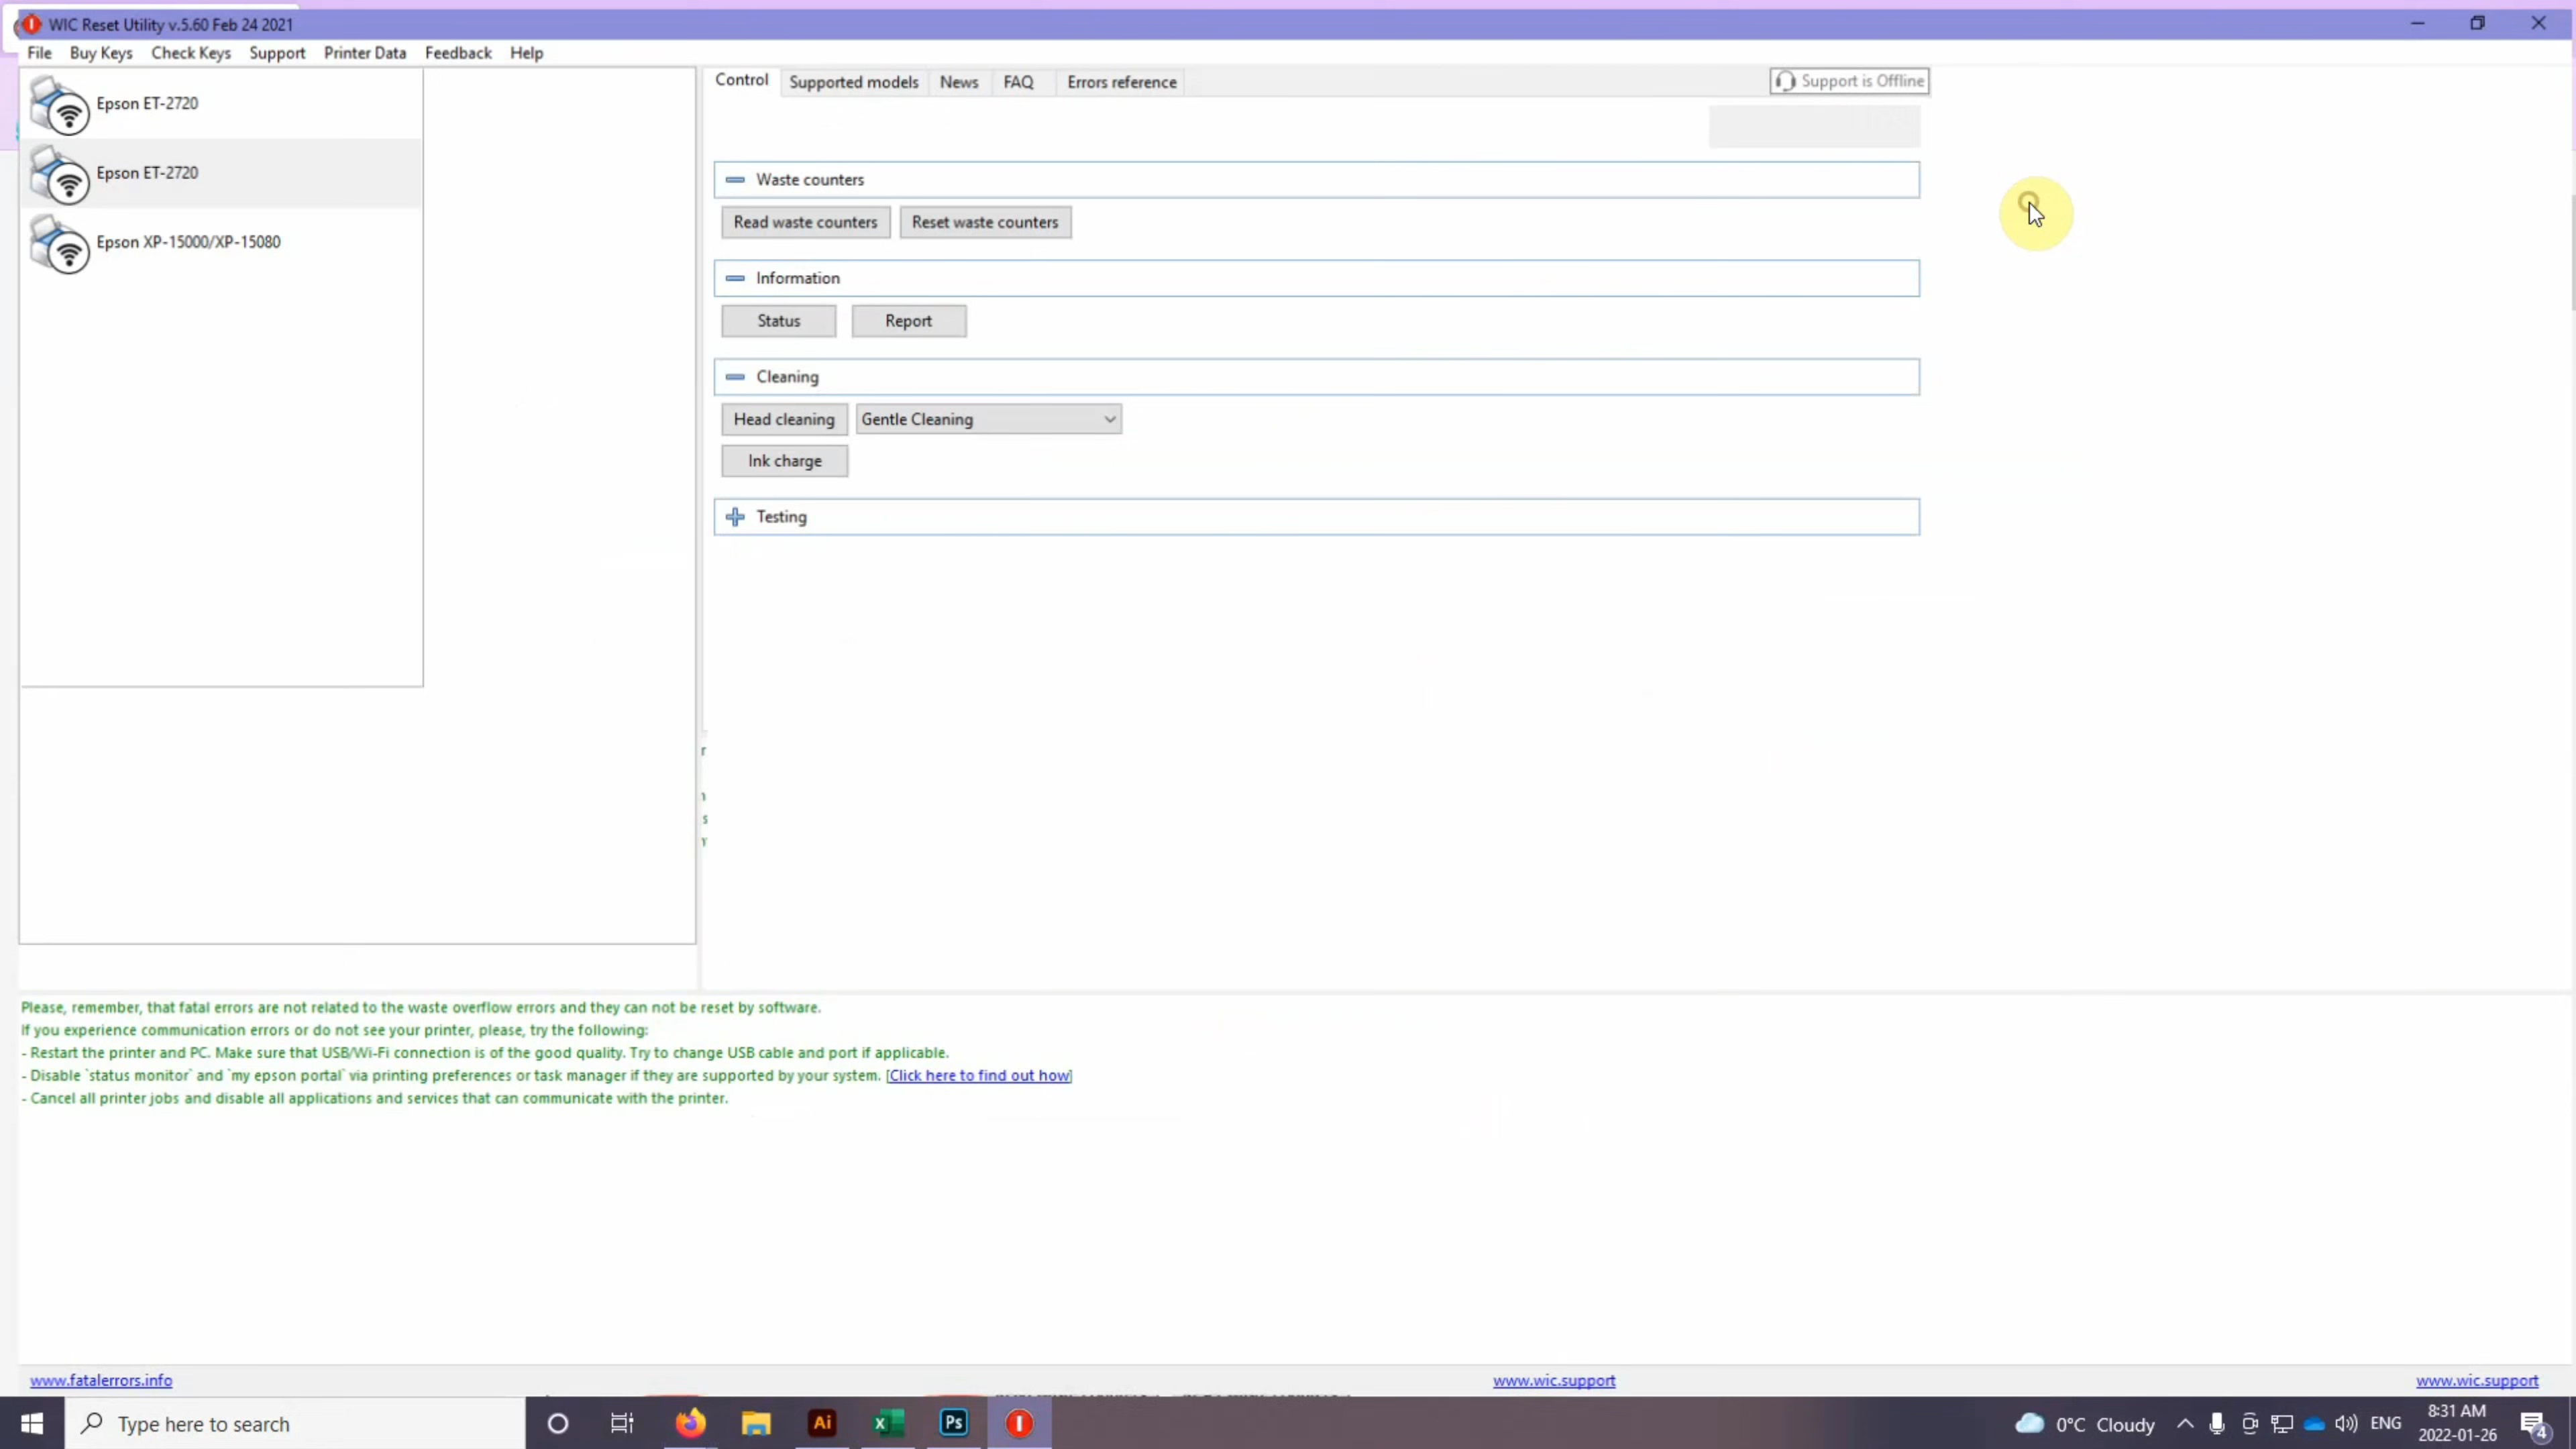 WIC Reset Utility v.5.60 Feb 24 2021
File Buy Keys Check Keys Support Printer Data Feedback Help
Epson ET-2720
Epson ET-2720
Epson XP-15000/XP-15080
Control Supported models News FAQ Errors reference Support is Offline
Waste counters
Read waste counters Reset waste counters
Information
Status Report
Cleaning
Head cleaning Gentle Cleaning
Ink charge
Testing
Please, remember, that fatal errors are not related to the waste overflow errors and they can not be reset by software.
If you experience communication errors or do not see your printer, please, try the following:
- Restart the printer and PC. Make sure that USB/Wi-Fi connection is of the good quality. Try to change USB cable and port if applicable.
- Disable `status monitor` and `my epson portal` via printing preferences or task manager if they are supported by your system. [Click here to find out how]
- Cancel all printer jobs and disable all applications and services that can communicate with the printer.
www.fatalerrors.info www.wic.support www.wic.support
Type here to search Ai X Ps 0°C Cloudy ENG 8:31 AM
2022-01-26 4